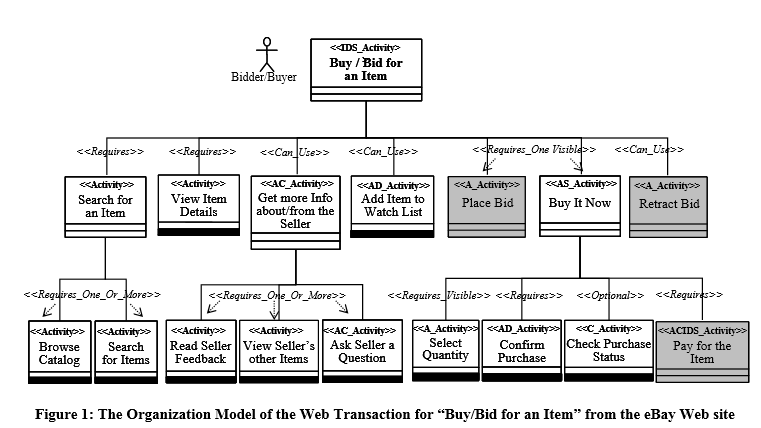 <<IDS_Activity>
Buy / Bid for
an Item
Bidder/Buyer
<<Requires>>
<<Requires>>
<<Can_Use>>
<<Can_Use>>
<<Requires_One Visible>>
<<Can_Use>>
<<Activity>>
Search for
an Item
<<Activity>>
View Item
Details
<<AC_Activity>>
Get more Info
about/from the
Seller
<<AD_Activity>>
Add Item to
Watch List
<<A_Activity>>
Place Bid
<<AS_Activity>>
Buy It Now
<<A_Activity>>
Retract Bid
<<Requires_One_Or_More>>
<<Requires_One_Or_More>>
<<Requires_Visible>>
<<Requires>>
<<Optional>>
<<Requires>>
<<Activity>>
Browse
Catalog
<<Activity>>
Search
for Items
<<Activity>>
Read Seller
Feedback
<<Activity>>
View Seller's
other Items
<<AC_Activity>>
Ask Seller a
Question
<<A_Activity>>
Select
Quantity
<<AD_Activity>>
Confirm
Purchase
<<C_Activity>>
Check Purchase
Status
<<ACIDS_Activity>>
Pay for the
Item
Figure 1: The Organization Model of the Web Transaction for “Buy/Bid for an Item” from the eBay Web site